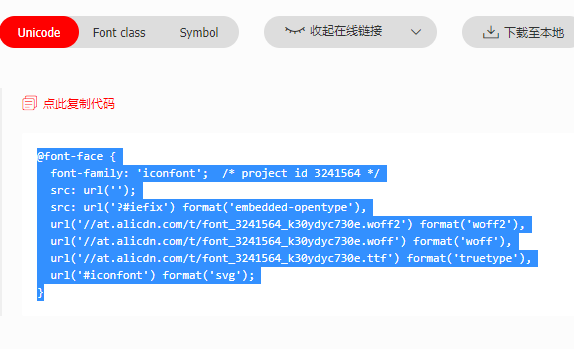 Unicode Font class Symbol 收起在线链接 下载至本地
点此复制代码
@font-face {
  font-family: 'iconfont';  /* project id 3241564 */
  src: url('');
  src: url('?#iefix') format('embedded-opentype'),
  url('//at.alicdn.com/t/font_3241564_k30ydyc730e.woff2') format('woff2'),
  url('//at.alicdn.com/t/font_3241564_k30ydyc730e.woff') format('woff'),
  url('//at.alicdn.com/t/font_3241564_k30ydyc730e.ttf') format('truetype'),
  url('#iconfont') format('svg');
}